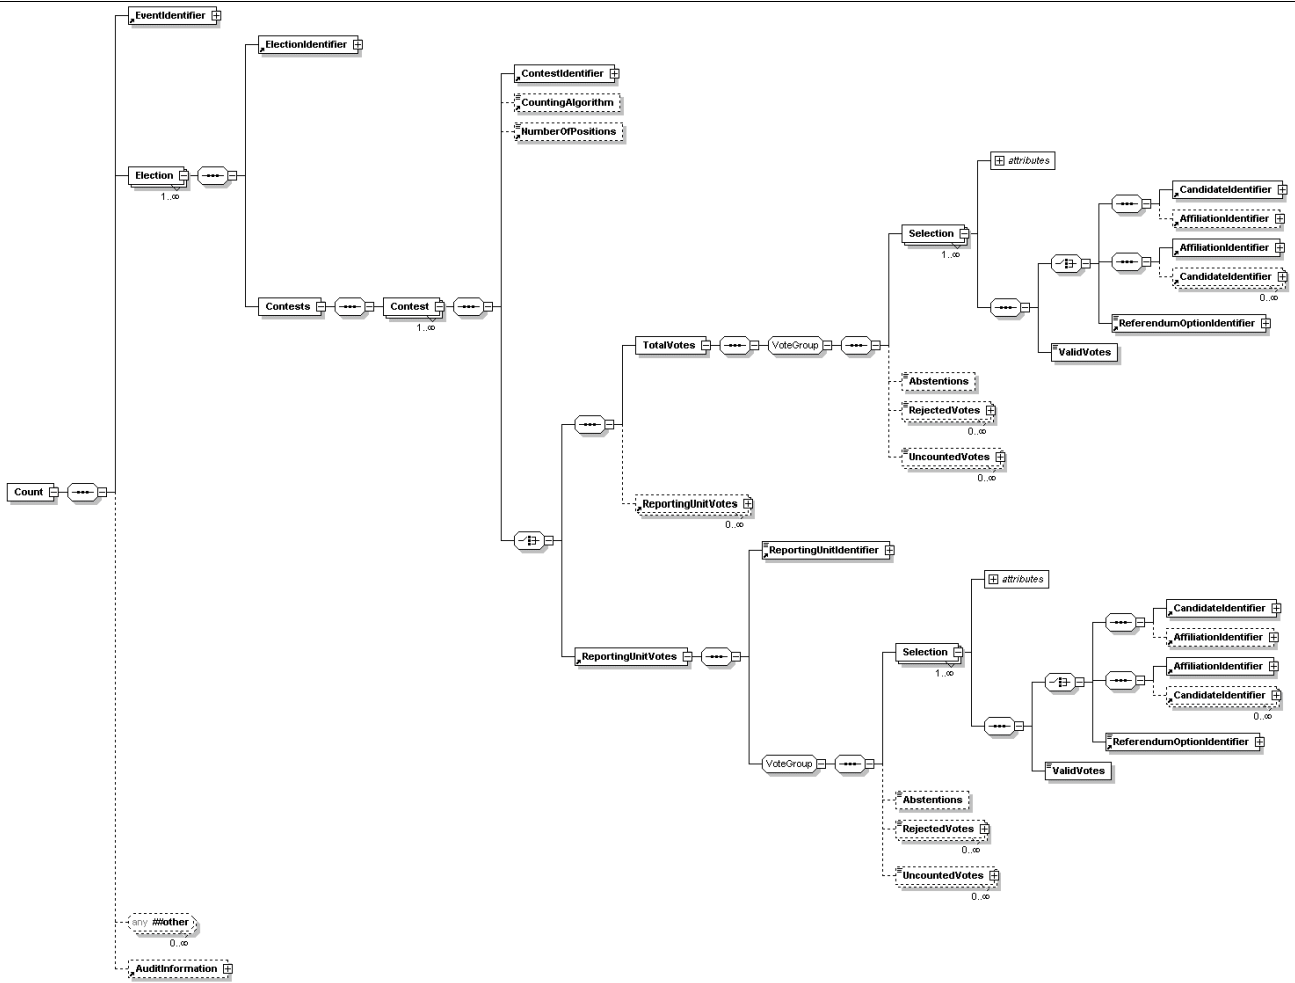 EventIdentifier
ElectionIdentifier
ContestIdentifier
CountingAlgorithm
NumberOfPositions
attributes
Election
1..∞
CandidateIdentifier
AffiliationIdentifier
Selection
1..∞
AffiliationIdentifier
CandidateIdentifier
0..∞
Contests
Contest
1..∞
ReferendumOptionIdentifier
TotalVotes
VoteGroup
ValidVotes
Abstentions
RejectedVotes
0..∞
UncountedVotes
0..∞
Count
ReportingUnitVotes
0..∞
ReportingUnitIdentifier
attributes
CandidateIdentifier
AffiliationIdentifier
ReportingUnitVotes
Selection
1..∞
AffiliationIdentifier
CandidateIdentifier
0..∞
ReferendumOptionIdentifier
VoteGroup
ValidVotes
Abstentions
RejectedVotes
0..∞
UncountedVotes
0..∞
any ##other
0..∞
AuditInformation